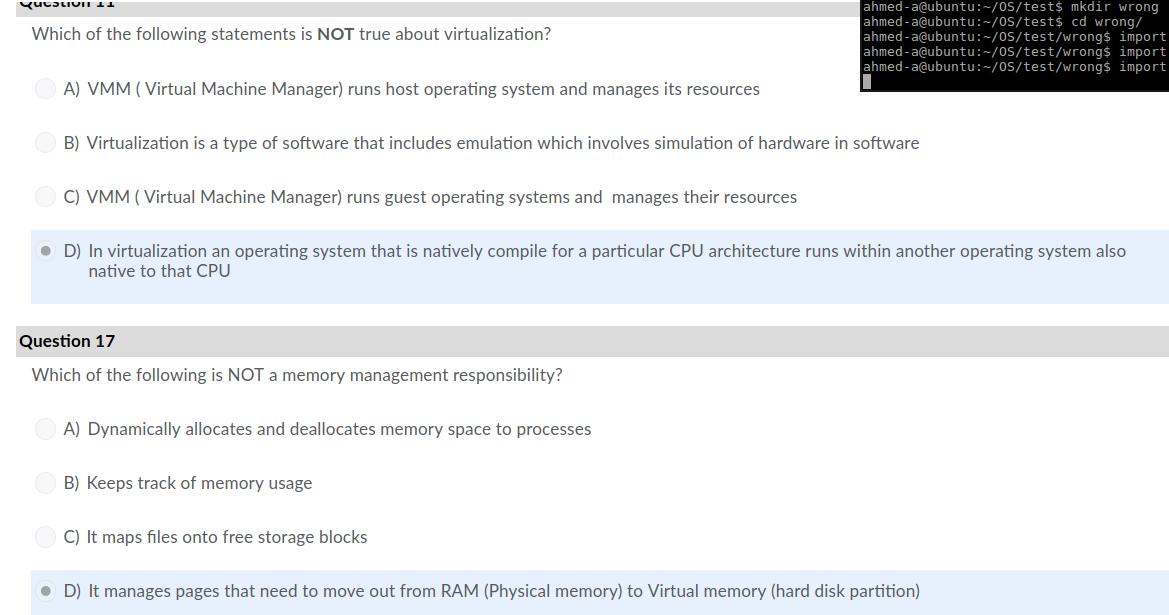 Question 11
Which of the following statements is NOT true about virtualization?
A) VMM ( Virtual Machine Manager) runs host operating system and manages its resources
B) Virtualization is a type of software that includes emulation which involves simulation of hardware in software
C) VMM ( Virtual Machine Manager) runs guest operating systems and manages their resources
D) In virtualization an operating system that is natively compile for a particular CPU architecture runs within another operating system also
native to that CPU
ahmed-a@ubuntu:~/OS/test$ mkdir wrong
ahmed-a@ubuntu:~/OS/test$ cd wrong/
ahmed-a@ubuntu:~/OS/test/wrong$ import
ahmed-a@ubuntu:~/OS/test/wrong$ import
ahmed-a@ubuntu:~/OS/test/wrong$ import
Question 17
Which of the following is NOT a memory management responsibility?
A) Dynamically allocates and deallocates memory space to processes
B) Keeps track of memory usage
C) It maps files onto free storage blocks
D) It manages pages that need to move out from RAM (Physical memory) to Virtual memory (hard disk partition)